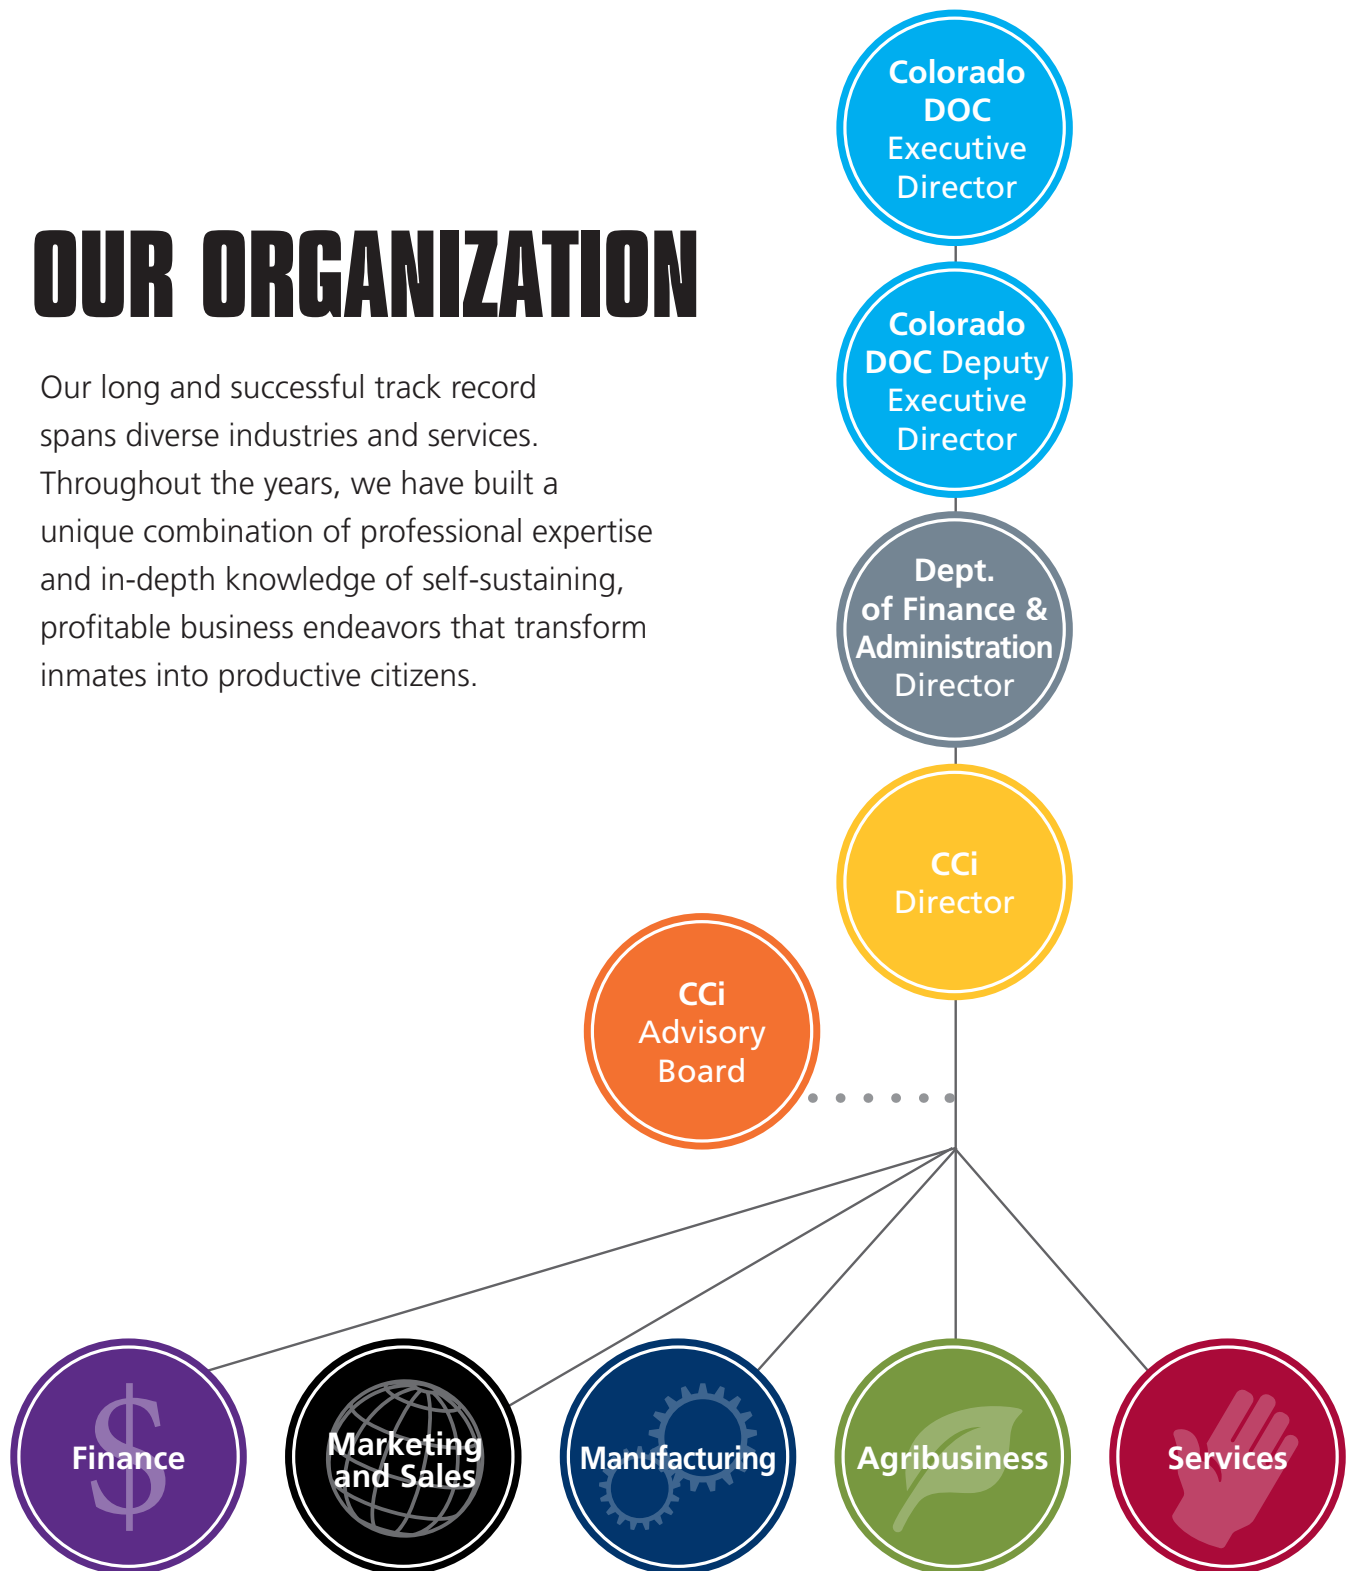 Colorado
DOC
Executive
Director
OUR ORGANIZATION
Colorado
DOC Deputy
Executive
Director
Our long and successful track record
spans diverse industries and services.
Throughout the years, we have built a
unique combination of professional expertise
and in-depth knowledge of self-sustaining,
profitable business endeavors that transform
inmates into productive citizens.
Dept.
of Finance &
Administration
Director
CCi
Director
CCi
Advisory
Board
$
Finance
Marketing
and Sales
Manufacturing
Agribusiness
Services